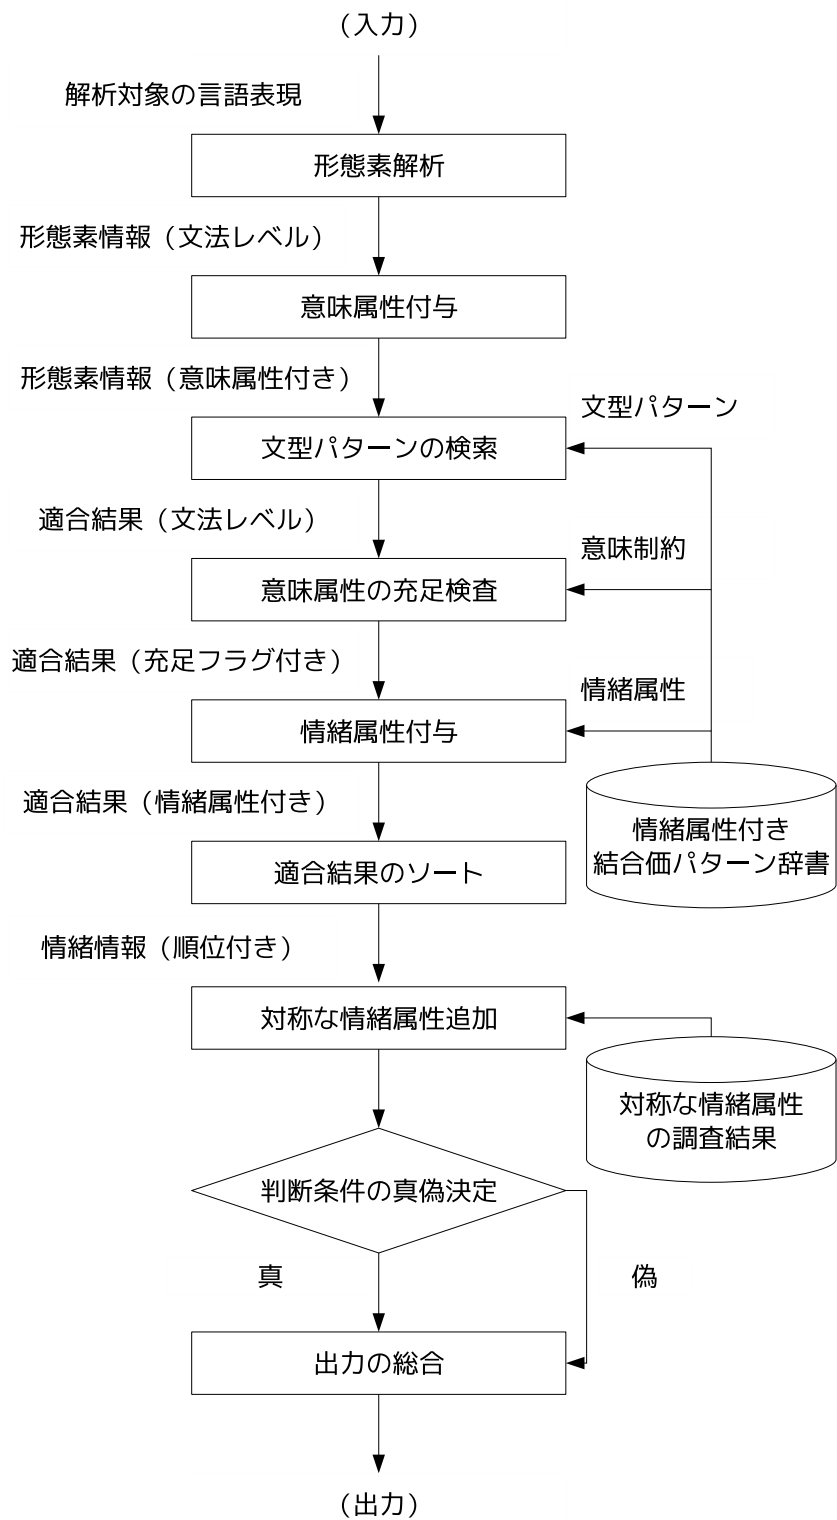 （入力）
解析対象の言語表現
形態素解析
形態素情報（文法レベル）
意味属性付与
形態素情報（意味属性付き）
文型パターン
文型パターンの検索
適合結果（文法レベル）
意味制約
意味属性の充足検査
適合結果（充足フラグ付き）
情緒属性
情緒属性付与
適合結果（情緒属性付き）
情緒属性付き
結合価パターン辞書
適合結果のソート
情緒情報（順位付き）
対称な情緒属性追加
対称な情緒属性
の調査結果
判断条件の真偽決定
真
偽
出力の総合
（出力）